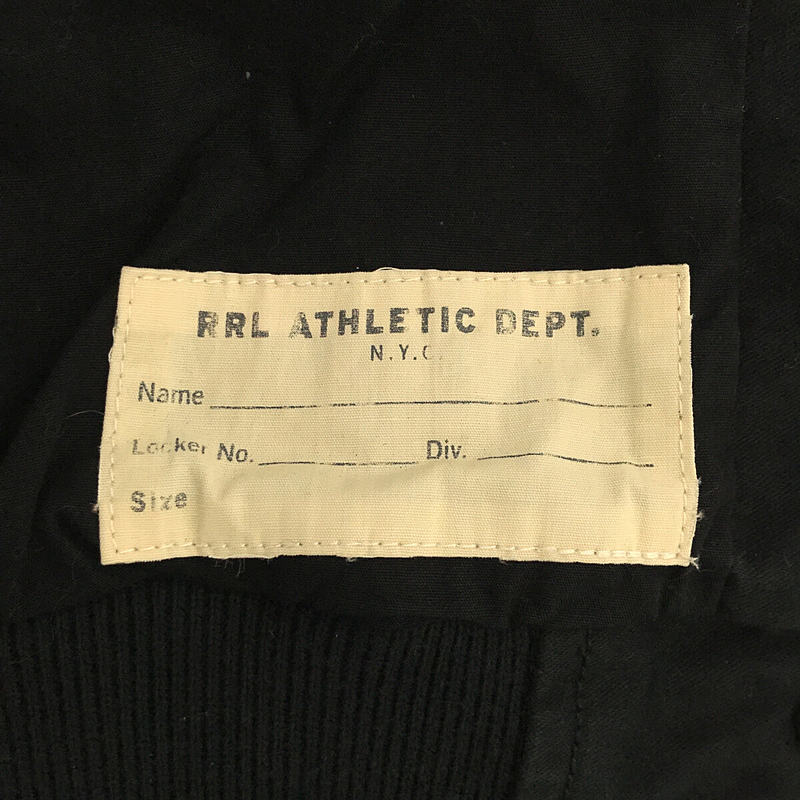 RRL ATHLETIC DEPT.
N.Y.C.
Name
Locker No. Div.
Size